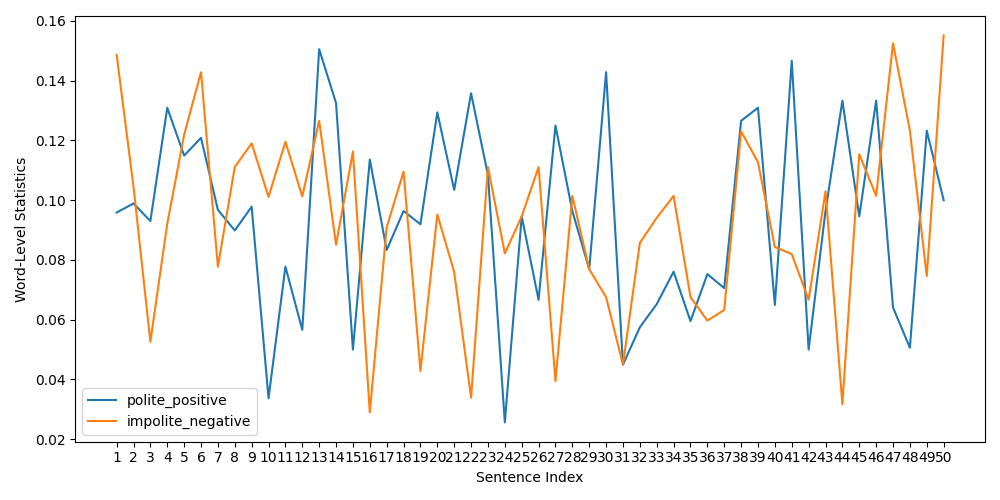 0.16
0.14
0.12
0.10
0.08
0.06
0.04
0.02
Word-Level Statistics
polite_positive
impolite_negative
1 2 3 4 5 6 7 8 9 10 11 12 13 14 15 16 17 18 19 20 21 22 23 24 25 26 27 28 29 30 31 32 33 34 35 36 37 38 39 40 41 42 43 44 45 46 47 48 49 50
Sentence Index